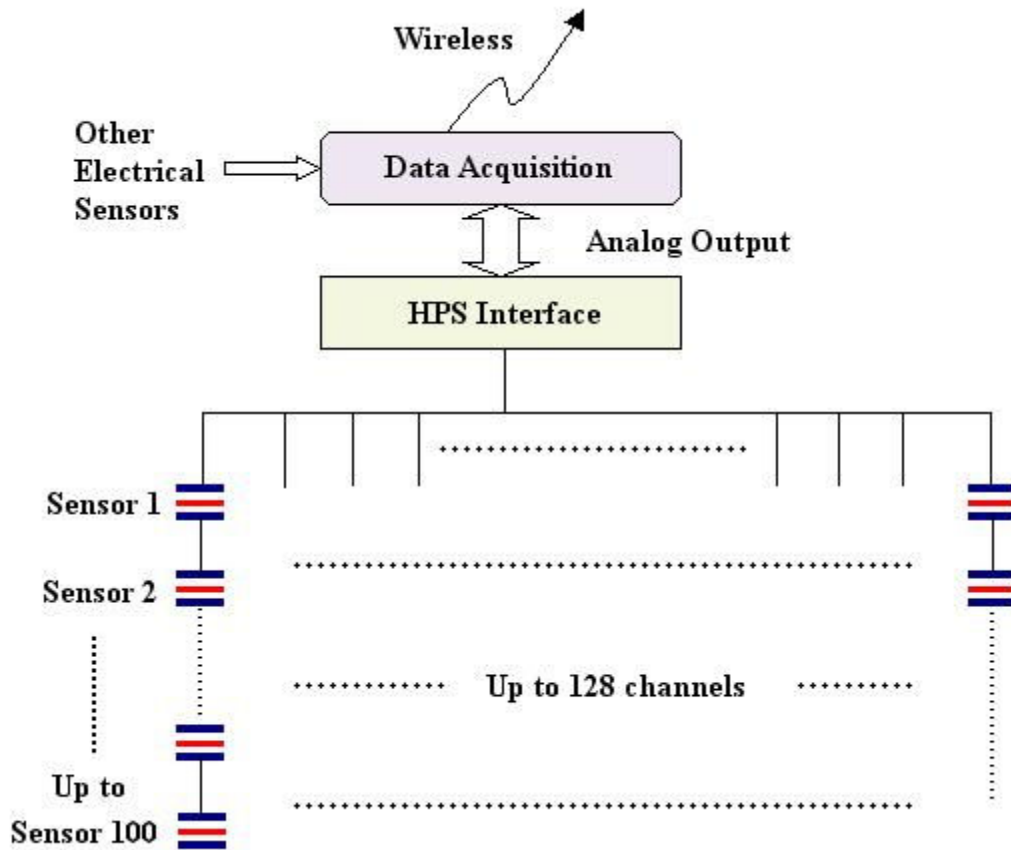 Wireless
Other
Electrical
Sensors
Data Acquisition
Analog Output
HPS Interface
Sensor 1
Sensor 2
Up to 128 channels
Up to
Sensor 100